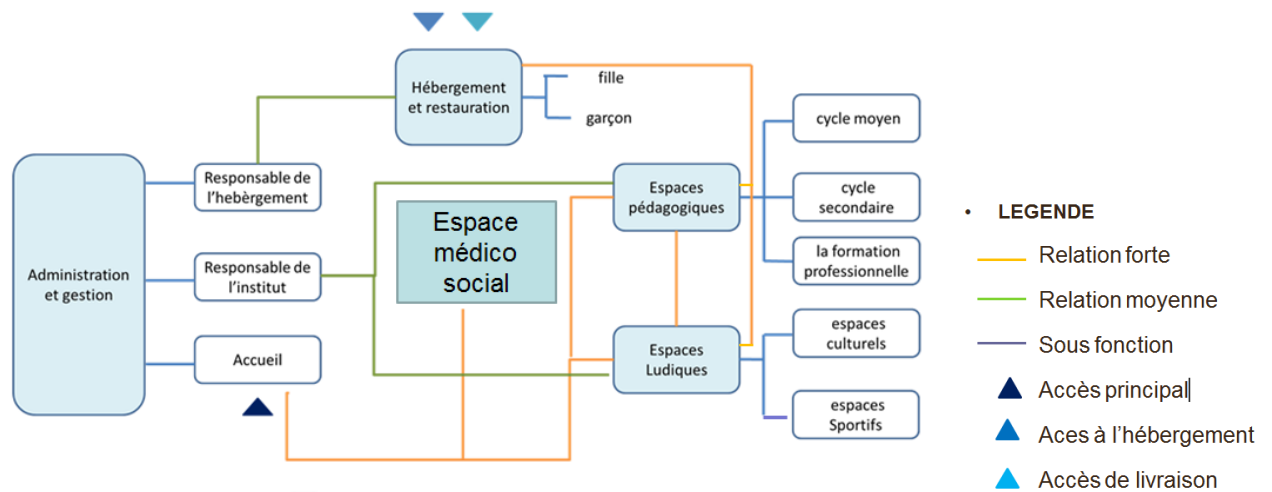 Hébergement
et restauration
fille
garçon
Administration
et gestion
Responsable de
l'hebèrgement
Responsable de
l'institut
Accueil
Espace
médico
social
Espaces
pédagogiques
Espaces
Ludiques
cycle moyen
cycle
secondaire
la formation
professionnelle
espaces
culturels
espaces
Sportifs
• LEGENDE
Relation forte
Relation moyenne
Sous fonction
Accès principal
Aces à l'hébergement
Accès de livraison